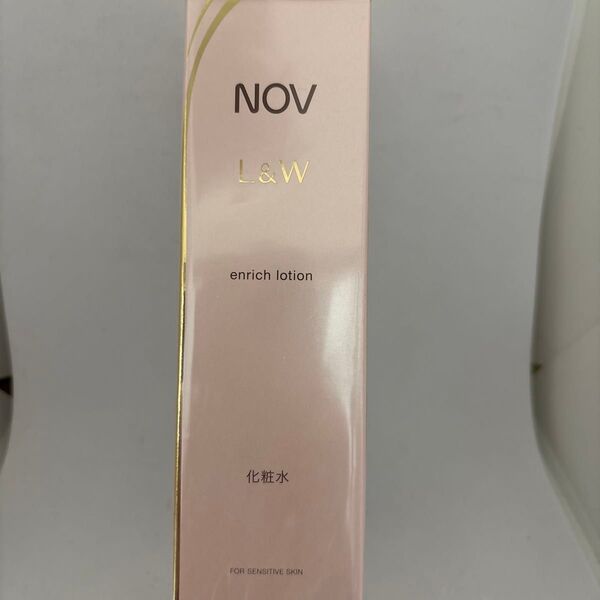 NOV
L&W
enrich lotion
化粧水
FOR SENSITIVE SKIN